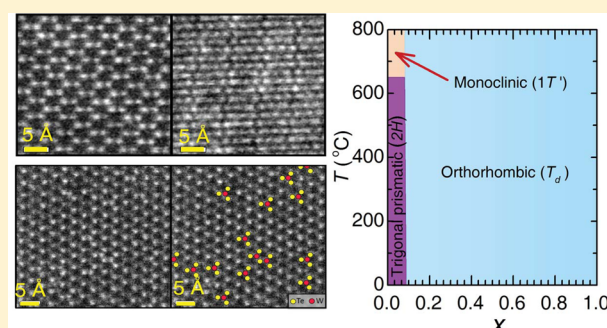 5 Å
5 Å
5 Å
5 Å
Te W
T (°C)
800
600
400
200
0
Monoclinic (1T')
Trigonal prismatic (2H)
Orthorhombic (Td)
0.0 0.2 0.4 0.6 0.8 1.0
x